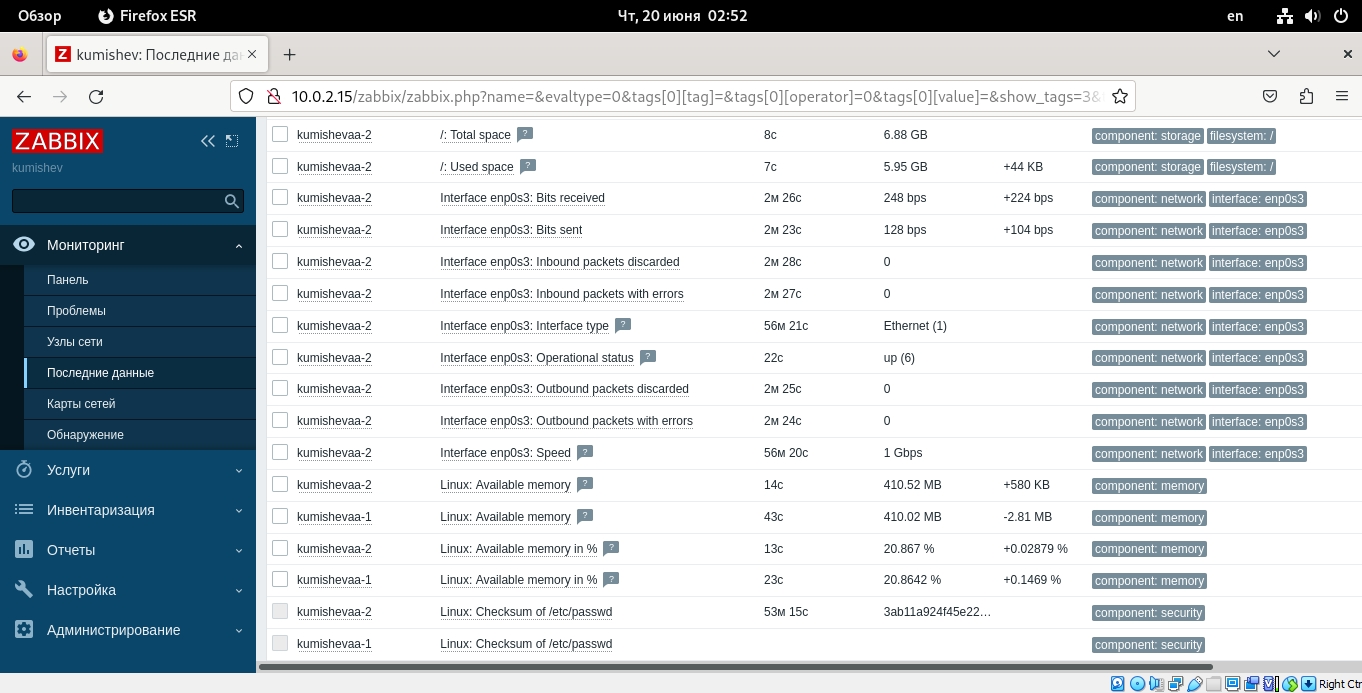 Обзор Firefox ESR Чт, 20 июня 02:52 en
Z kumishev: Последние да
10.0.2.15/zabbix/zabbix.php?name=&evaltype=0&tags[0][tag]=&tags[0][operator]=0&tags[0][value]=&show_tags=3&
ZABBIX
kumishev
Мониторинг
Панель
Проблемы
Узлы сети
Последние данные
Карты сетей
Обнаружение
Услуги
Инвентаризация
Отчеты
Настройка
Администрирование
kumishevaa-2 /: Total space ? 8с 6.88 GB component: storage filesystem: /
kumishevaa-2 /: Used space ? 7с 5.95 GB +44 KB component: storage filesystem: /
kumishevaa-2 Interface enp0s3: Bits received 2м 26с 248 bps +224 bps component: network interface: enp0s3
kumishevaa-2 Interface enp0s3: Bits sent 2м 23с 128 bps +104 bps component: network interface: enp0s3
kumishevaa-2 Interface enp0s3: Inbound packets discarded 2м 28с 0 component: network interface: enp0s3
kumishevaa-2 Interface enp0s3: Inbound packets with errors 2м 27с 0 component: network interface: enp0s3
kumishevaa-2 Interface enp0s3: Interface type ? 56м 21с Ethernet (1) component: network interface: enp0s3
kumishevaa-2 Interface enp0s3: Operational status ? 22с up (6) component: network interface: enp0s3
kumishevaa-2 Interface enp0s3: Outbound packets discarded 2м 25с 0 component: network interface: enp0s3
kumishevaa-2 Interface enp0s3: Outbound packets with errors 2м 24с 0 component: network interface: enp0s3
kumishevaa-2 Interface enp0s3: Speed ? 56м 20с 1 Gbps component: network interface: enp0s3
kumishevaa-2 Linux: Available memory ? 14с 410.52 MB +580 KB component: memory
kumishevaa-1 Linux: Available memory ? 43с 410.02 MB -2.81 MB component: memory
kumishevaa-2 Linux: Available memory in % ? 13с 20.867 % +0.02879 % component: memory
kumishevaa-1 Linux: Available memory in % ? 23с 20.8642 % +0.1469 % component: memory
kumishevaa-2 Linux: Checksum of /etc/passwd 53м 15с 3ab11a924f45e22… component: security
kumishevaa-1 Linux: Checksum of /etc/passwd component: security
Right Ctr